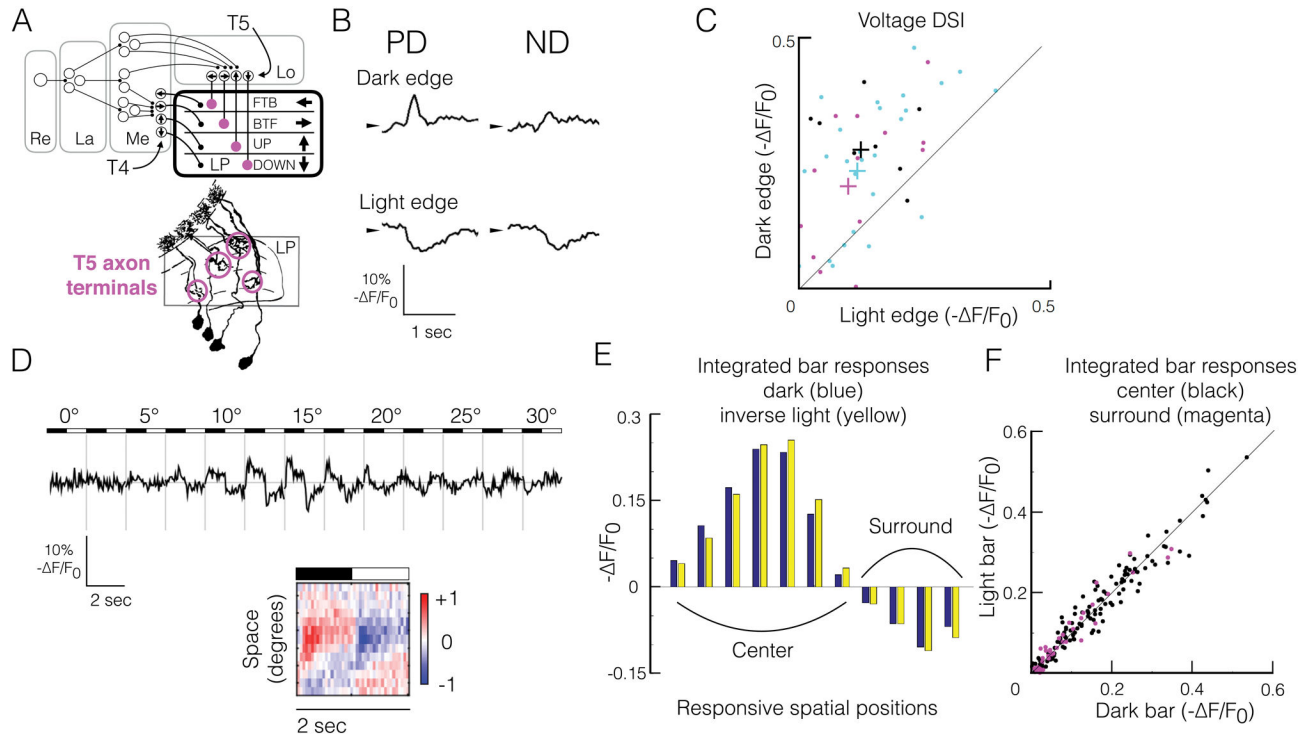 A
T5
Lo
Re
La
Me
T4
FTB
BTF
UP
LP
DOWN
LP
T5 axon
terminals
B
PD
ND
Dark edge
Light edge
10%
-ΔF/F0
1 sec
C
Voltage DSI
0.5
Dark edge (-ΔF/F0)
0
0.5
Light edge (-ΔF/F0)
D
0° 5° 10° 15° 20° 25° 30°
10%
-ΔF/F0
2 sec
Space
(degrees)
+1
0
-1
2 sec
E
Integrated bar responses
dark (blue)
inverse light (yellow)
0.3
0.15
-ΔF/F0
0
-0.15
Surround
Center
Responsive spatial positions
F
Integrated bar responses
center (black)
surround (magenta)
0.6
0.4
0.2
Light bar (-ΔF/F0)
0 0.2 0.4 0.6
Dark bar (-ΔF/F0)